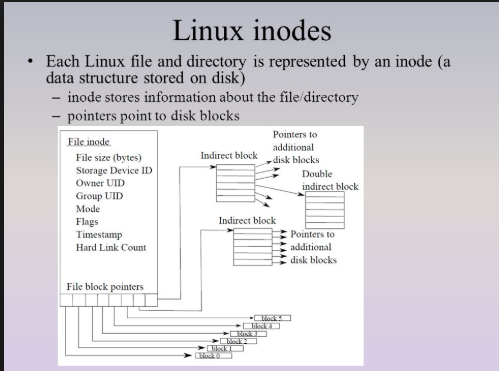 Linux inodes
• Each Linux file and directory is represented by an inode (a
data structure stored on disk)
– inode stores information about the file/directory
– pointers point to disk blocks
File inode
File size (bytes)
Storage Device ID
Owner UID
Group UID
Mode
Flags
Timestamp
Hard Link Count
File block pointers
Indirect block
Pointers to
additional
disk blocks
Double
indirect block
Indirect block
Pointers to
additional
disk blocks
block 5
block 4
block 3
block 2
block 1
block 0